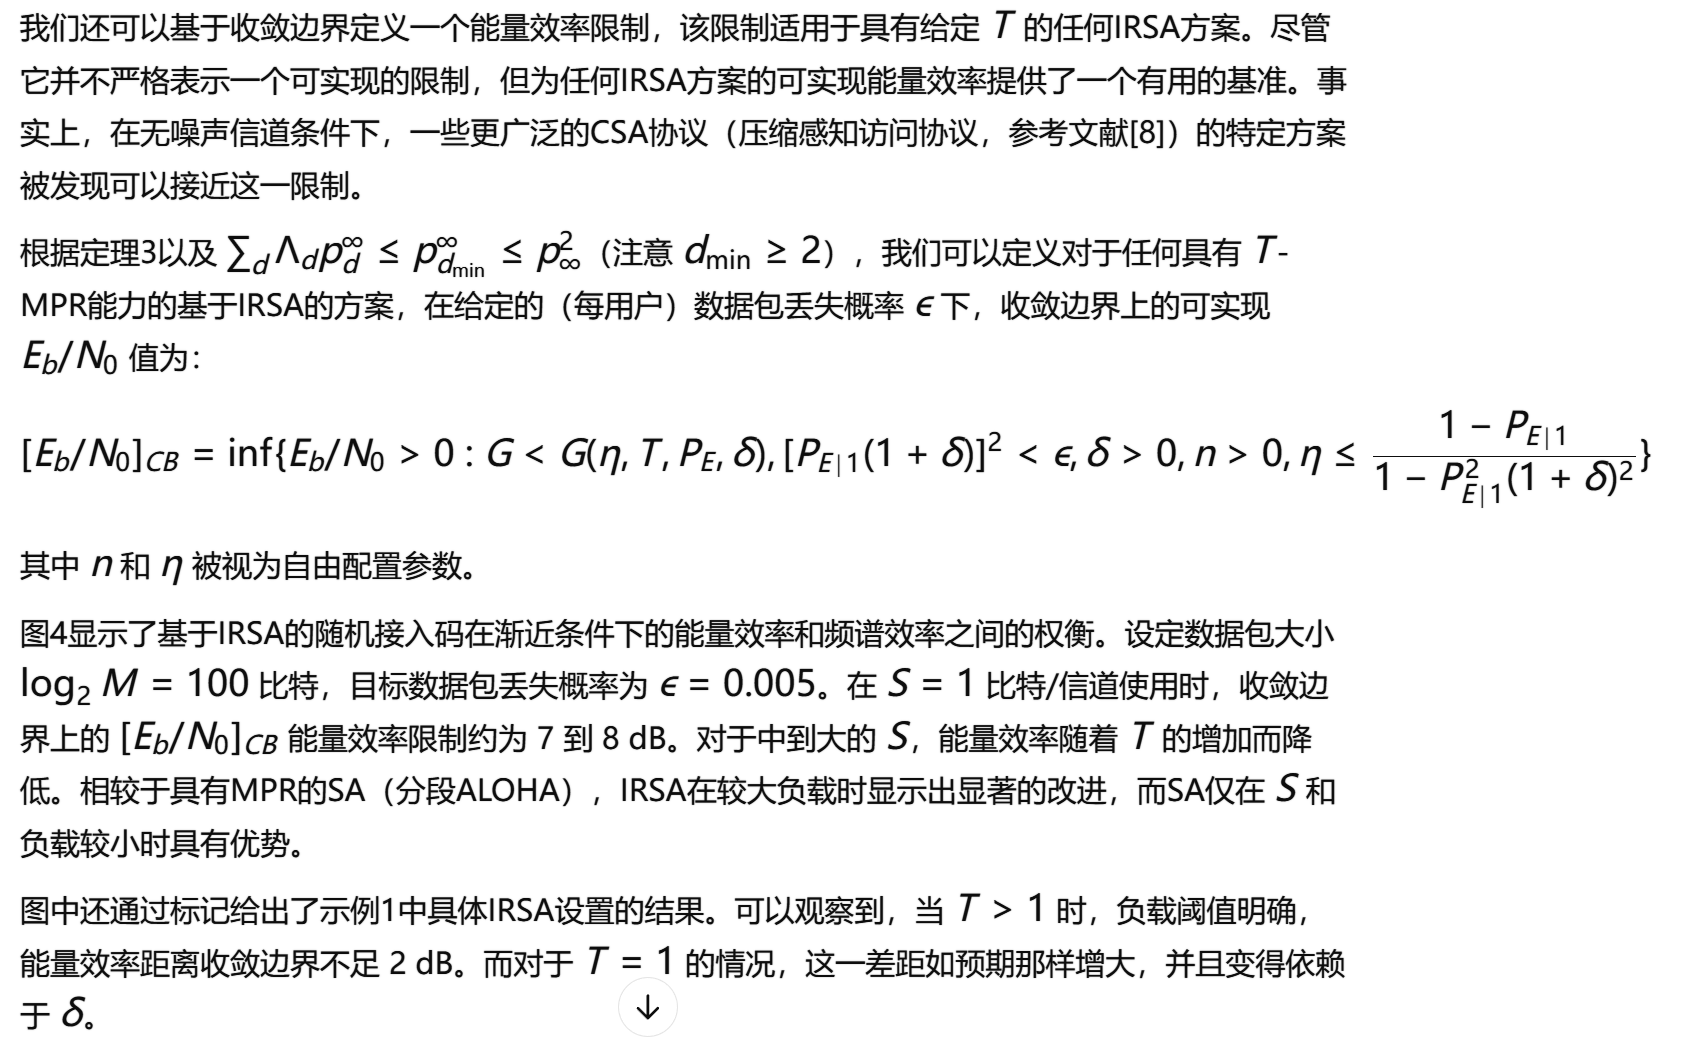 我们还可以基于收敛边界定义一个能量效率限制，该限制适用于具有给定 T 的任何IRSA方案。尽管
它并不严格表示一个可实现的限制，但为任何IRSA方案的可实现能量效率提供了一个有用的基准。事
实上，在无噪声信道条件下，一些更广泛的CSA协议（压缩感知访问协议，参考文献[8]）的特定方案
被发现可以接近这一限制。
根据定理3以及 ∑_d Λ_d p_d^∞ ≤ p_{d_min}^∞ ≤ p_∞^2（注意 d_min ≥ 2），我们可以定义对于任何具有 T-
MPR能力的基于IRSA的方案，在给定的（每用户）数据包丢失概率 ϵ 下，收敛边界上的可实现
E_b/N_0 值为：
[E_b/N_0]_{CB} = inf{E_b/N_0 > 0 : G < G(η, T, P_E, δ), [P_{E|1}(1 + δ)]^2 < ϵ, δ > 0, n > 0, η ≤ \frac{1 − P_{E|1}}{1 − P_{E|1}^2(1 + δ)^2}}
其中 n 和 η 被视为自由配置参数。
图4显示了基于IRSA的随机接入码在渐近条件下的能量效率和频谱效率之间的权衡。设定数据包大小
log_2 M = 100 比特，目标数据包丢失概率为 ϵ = 0.005。在 S = 1 比特/信道使用时，收敛边
界上的 [E_b/N_0]_{CB} 能量效率限制约为 7 到 8 dB。对于中到大的 S，能量效率随着 T 的增加而降
低。相较于具有MPR的SA（分段ALOHA），IRSA在较大负载时显示出显著的改进，而SA仅在 S 和
负载较小时具有优势。
图中还通过标记给出了示例1中具体IRSA设置的结果。可以观察到，当 T > 1 时，负载阈值明确，
能量效率距离收敛边界不足 2 dB。而对于 T = 1 的情况，这一差距如预期那样增大，并且变得依赖
于 δ。